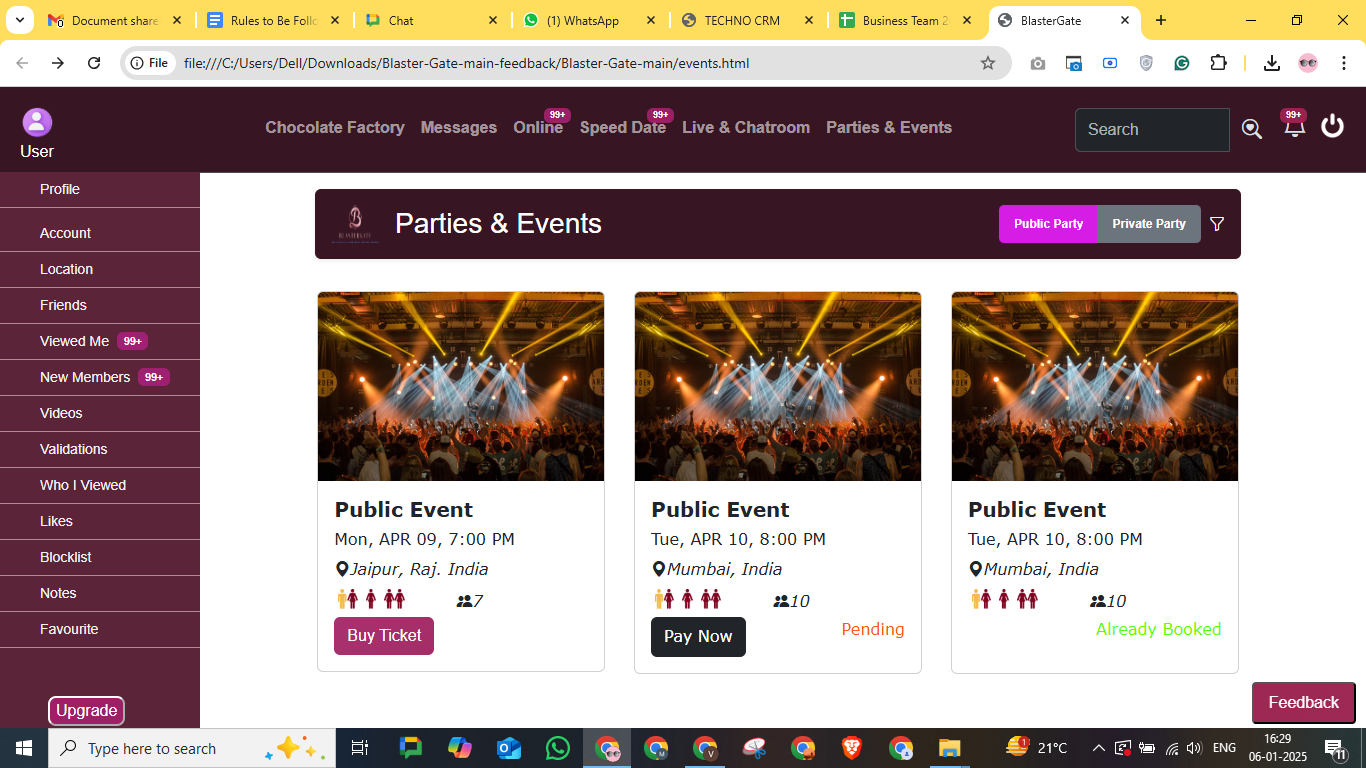 Document share
Rules to Be Follo
Chat
(1) WhatsApp
TECHNO CRM
Business Team 2
BlasterGate
File
file:///C:/Users/Dell/Downloads/Blaster-Gate-main-feedback/Blaster-Gate-main/events.html
User
Chocolate Factory
Messages
Online
99+
Speed Date
99+
Live & Chatroom
Parties & Events
Search
99+
Profile
Account
Location
Friends
Viewed Me 99+
New Members 99+
Videos
Validations
Who I Viewed
Likes
Blocklist
Notes
Favourite
Upgrade
B
BLASTERGATE
Parties & Events
Public Party
Private Party
Public Event
Mon, APR 09, 7:00 PM
Jaipur, Raj. India
7
Buy Ticket
Public Event
Tue, APR 10, 8:00 PM
Mumbai, India
10
Pay Now
Pending
Public Event
Tue, APR 10, 8:00 PM
Mumbai, India
10
Already Booked
Feedback
Type here to search
1
21°C
ENG
16:29
06-01-2025
11